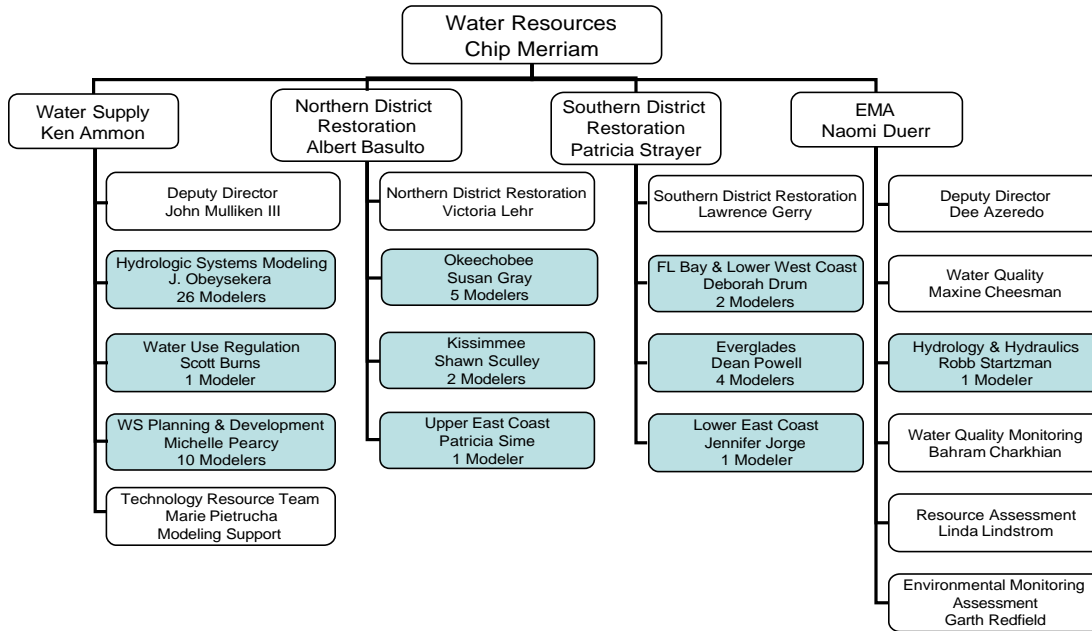 Water Resources
Chip Merriam
Water Supply
Ken Ammon
Deputy Director
John Mulliken III
Hydrologic Systems Modeling
J. Obeysekera
26 Modelers
Water Use Regulation
Scott Burns
1 Modeler
WS Planning & Development
Michelle Pearcy
10 Modelers
Technology Resource Team
Marie Pietrucha
Modeling Support
Northern District
Restoration
Albert Basulto
Northern District Restoration
Victoria Lehr
Okeechobee
Susan Gray
5 Modelers
Kissimmee
Shawn Sculley
2 Modelers
Upper East Coast
Patricia Sime
1 Modeler
Southern District
Restoration
Patricia Strayer
Southern District Restoration
Lawrence Gerry
FL Bay & Lower West Coast
Deborah Drum
2 Modelers
Everglades
Dean Powell
4 Modelers
Lower East Coast
Jennifer Jorge
1 Modeler
EMA
Naomi Duerr
Deputy Director
Dee Azeredo
Water Quality
Maxine Cheesman
Hydrology & Hydraulics
Robb Startzman
1 Modeler
Water Quality Monitoring
Bahram Charkhian
Resource Assessment
Linda Lindstrom
Environmental Monitoring
Assessment
Garth Redfield